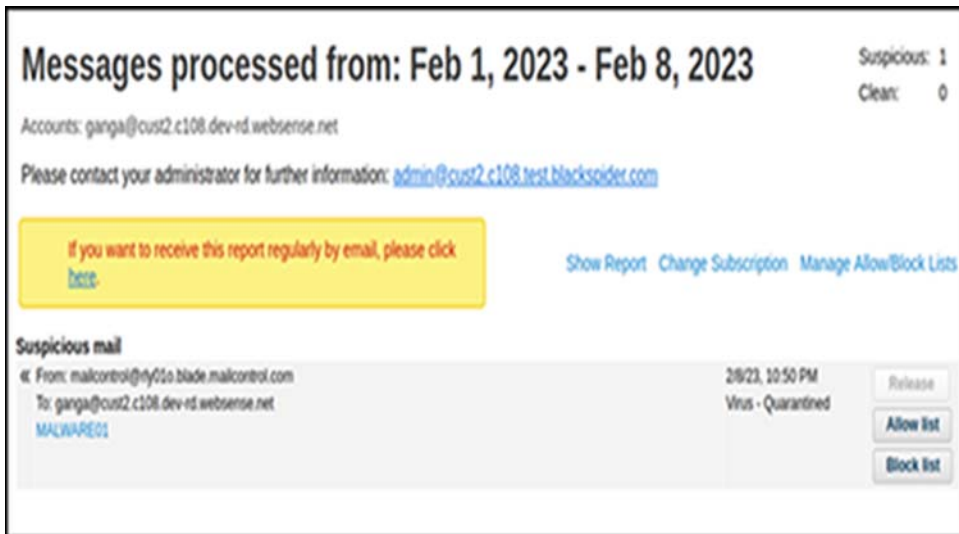 Messages processed from: Feb 1, 2023 - Feb 8, 2023
Suspicious: 1
Clean: 0
Accounts: ganga@cust2.c108.dev-rd.websense.net
Please contact your administrator for further information: admin@cust2.c108.test.blackspider.com
If you want to receive this report regularly by email, please click
here.
Show Report Change Subscription Manage Allow/Block Lists
Suspicious mail
« From: mailcontrol@rly01o.blade.mailcontrol.com
2/8/23, 10:50 PM
Release
To: ganga@cust2.c108.dev-rd.websense.net
Virus - Quarantined
MALWARE01
Allow list
Block list